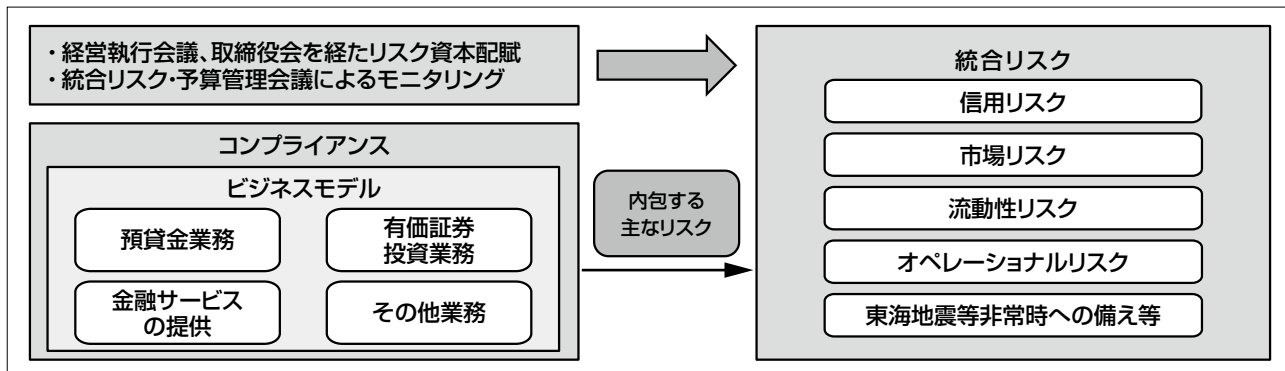 ・経営執行会議、取締役会を経たリスク資本配賦
・統合リスク・予算管理会議によるモニタリング
コンプライアンス
ビジネスモデル
預貸金業務
有価証券
投資業務
金融サービス
の提供
その他業務
内包する
主なリスク
統合リスク
信用リスク
市場リスク
流動性リスク
オペレーショナルリスク
東海地震等非常時への備え等